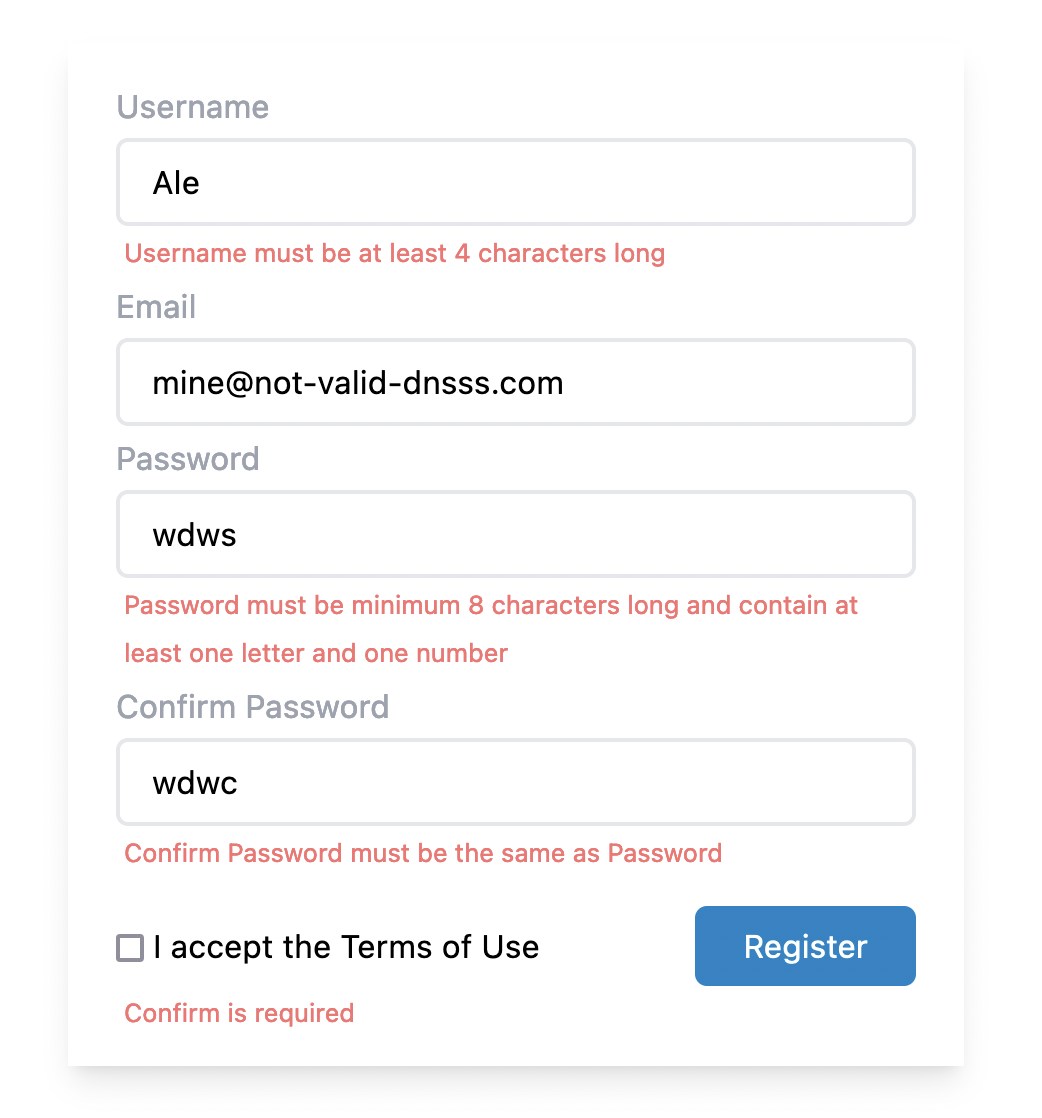 Username
Ale
Username must be at least 4 characters long
Email
mine@not-valid-dnsss.com
Password
wdws
Password must be minimum 8 characters long and contain at
least one letter and one number
Confirm Password
wdwc
Confirm Password must be the same as Password
I accept the Terms of Use
Register
Confirm is required